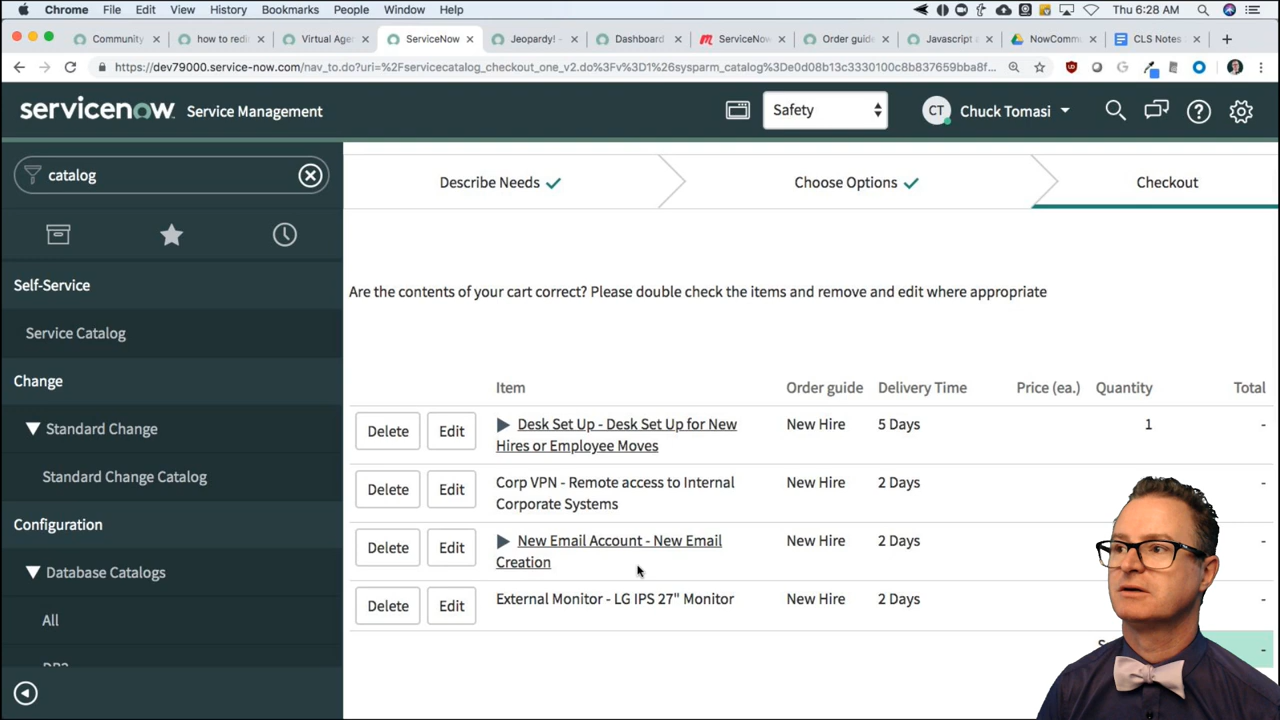 Chrome File Edit View History Bookmarks People Window Help Thu 6:28 AM
Community how to redi Virtual Age ServiceNow Jeopardy! – Dashboard ServiceNow Order guide Javascript a NowComm CLS Notes
https://dev79000.service-now.com/nav_to.do?uri=%2Fservicecatalog_checkout_one_v2.do%3Fv%3D1%26sysparm_catalog%3De0d08b13c3330100c8b837659bba8f...
servicenow Service Management Safety CT Chuck Tomasi
catalog
Describe Needs Choose Options Checkout
Self-Service
Service Catalog
Change
Standard Change
Standard Change Catalog
Configuration
Database Catalogs
All
DB2
Are the contents of your cart correct? Please double check the items and remove and edit where appropriate
Item Order guide Delivery Time Price (ea.) Quantity Total
Delete Edit Desk Set Up - Desk Set Up for New New Hire 5 Days 1 -
Hires or Employee Moves
Delete Edit Corp VPN - Remote access to Internal New Hire 2 Days -
Corporate Systems
Delete Edit New Email Account - New Email New Hire 2 Days -
Creation
Delete Edit External Monitor - LG IPS 27" Monitor New Hire 2 Days -
-